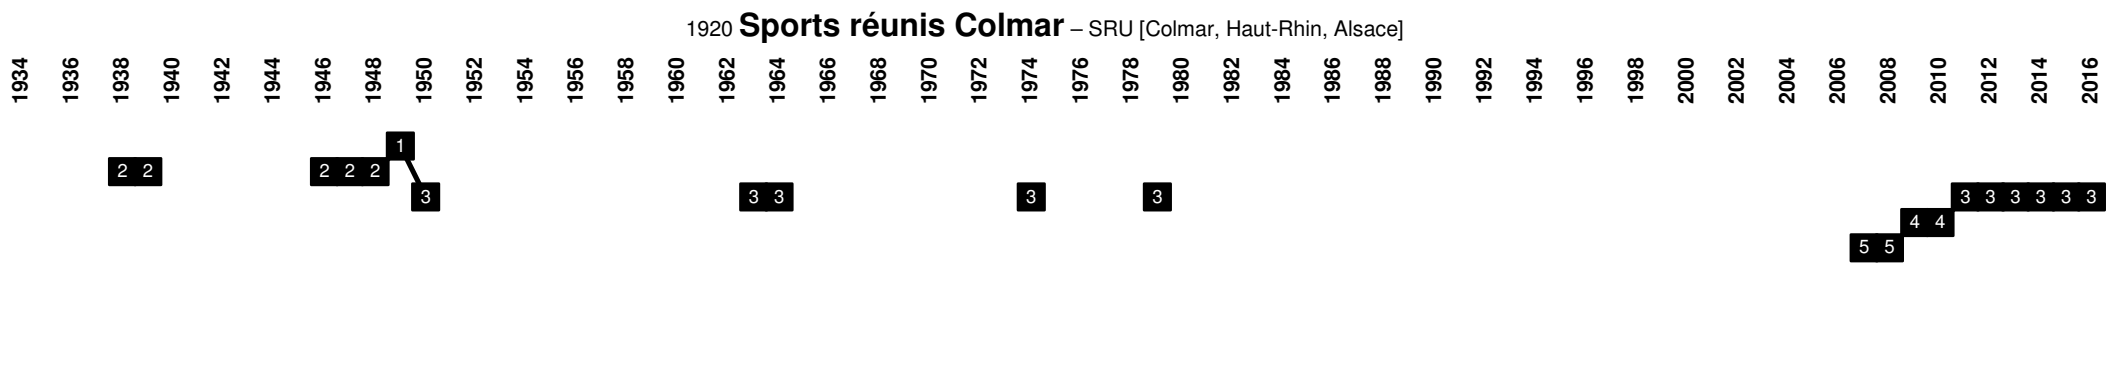 1920 Sports réunis Colmar – SRU [Colmar, Haut-Rhin, Alsace]
1934 1936 1938 1940 1942 1944 1946 1948 1950 1952 1954 1956 1958 1960 1962 1964 1966 1968 1970 1972 1974 1976 1978 1980 1982 1984 1986 1988 1990 1992 1994 1996 1998 2000 2002 2004 2006 2008 2010 2012 2014 2016
1
2 2 2 2 2
3 3 3 3 3 3 3 3 3 3 3
4 4
5 5